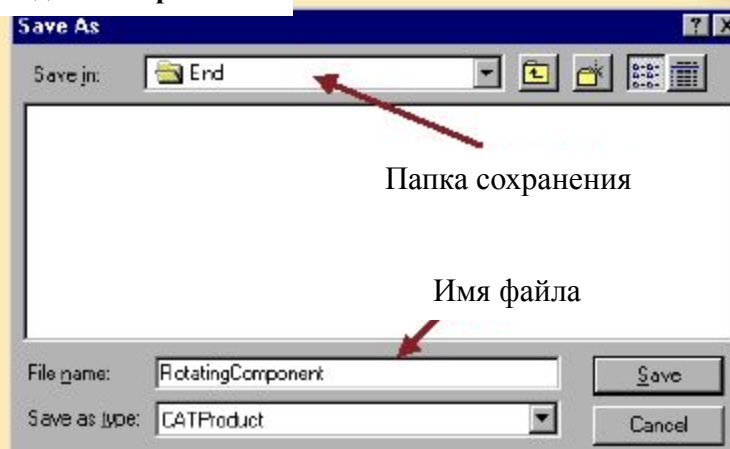 Save As
Save in:
End
Папка сохранения
Имя файла
File name:
RotatingComponent
Save
Save as type:
CATProduct
Cancel